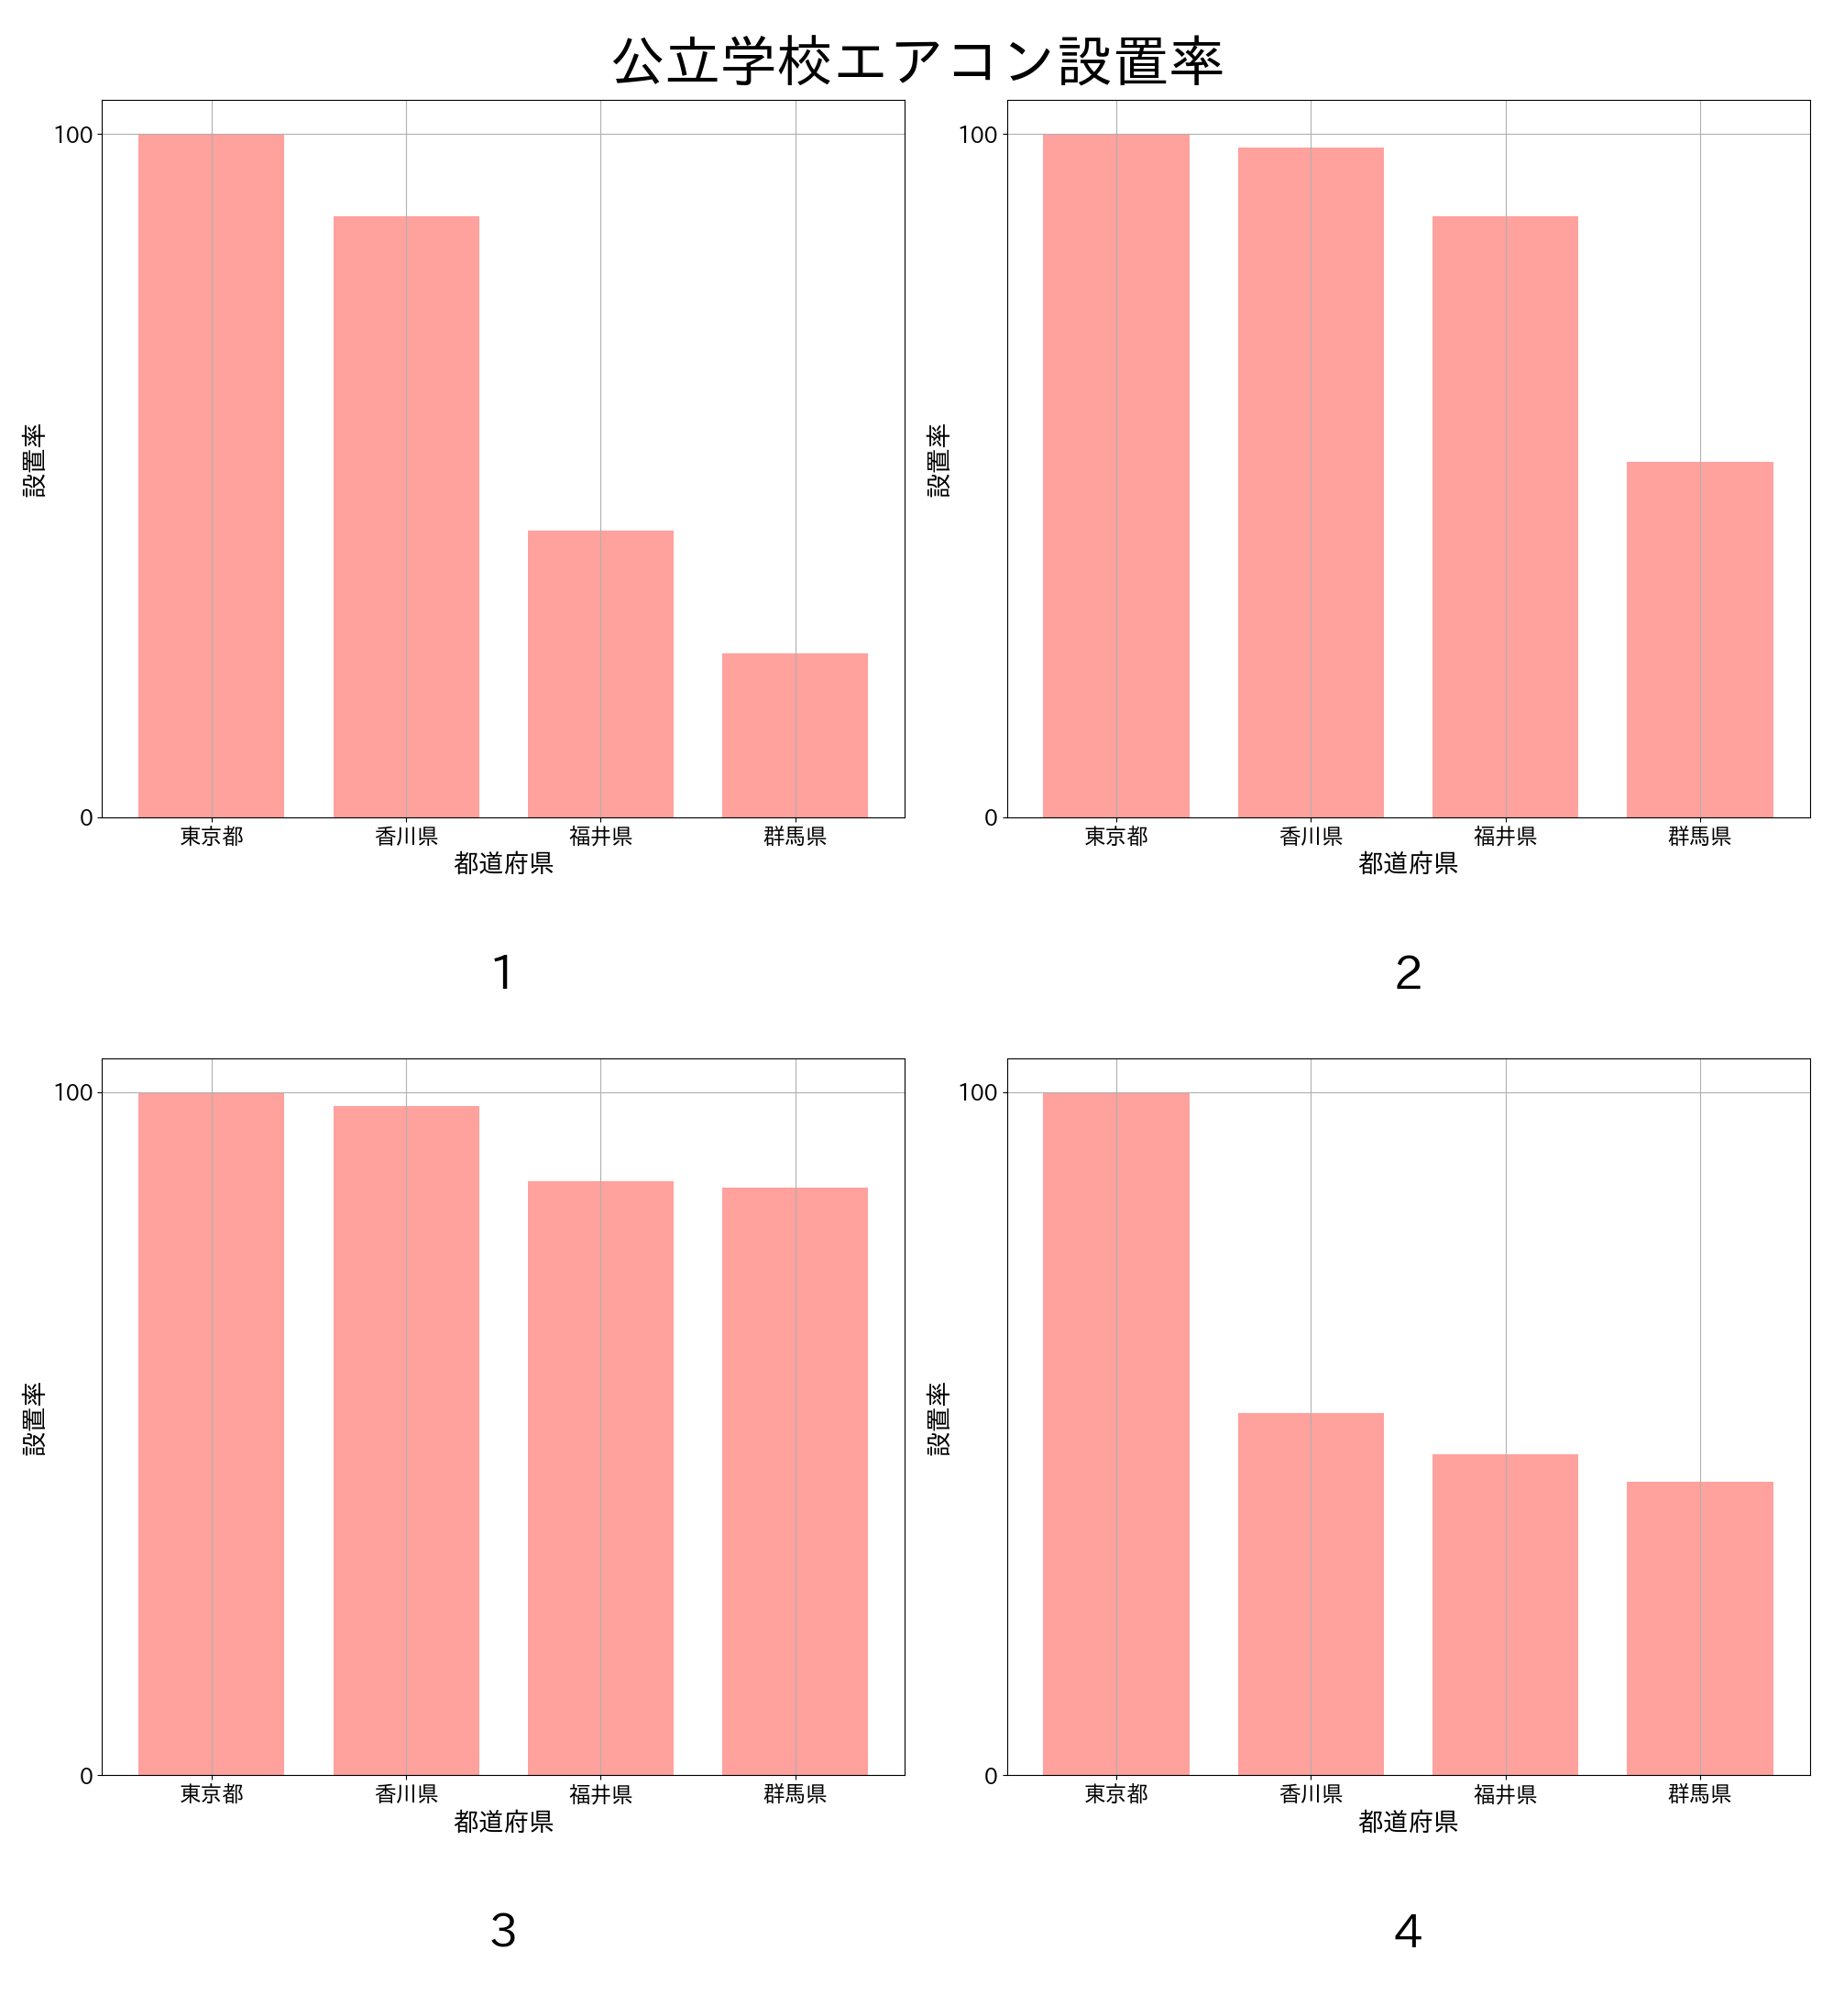 公立学校エアコン設置率
100
設置率
0
東京都 香川県 福井県 群馬県
都道府県
1
100
設置率
0
東京都 香川県 福井県 群馬県
都道府県
2
100
設置率
0
東京都 香川県 福井県 群馬県
都道府県
3
100
設置率
0
東京都 香川県 福井県 群馬県
都道府県
4